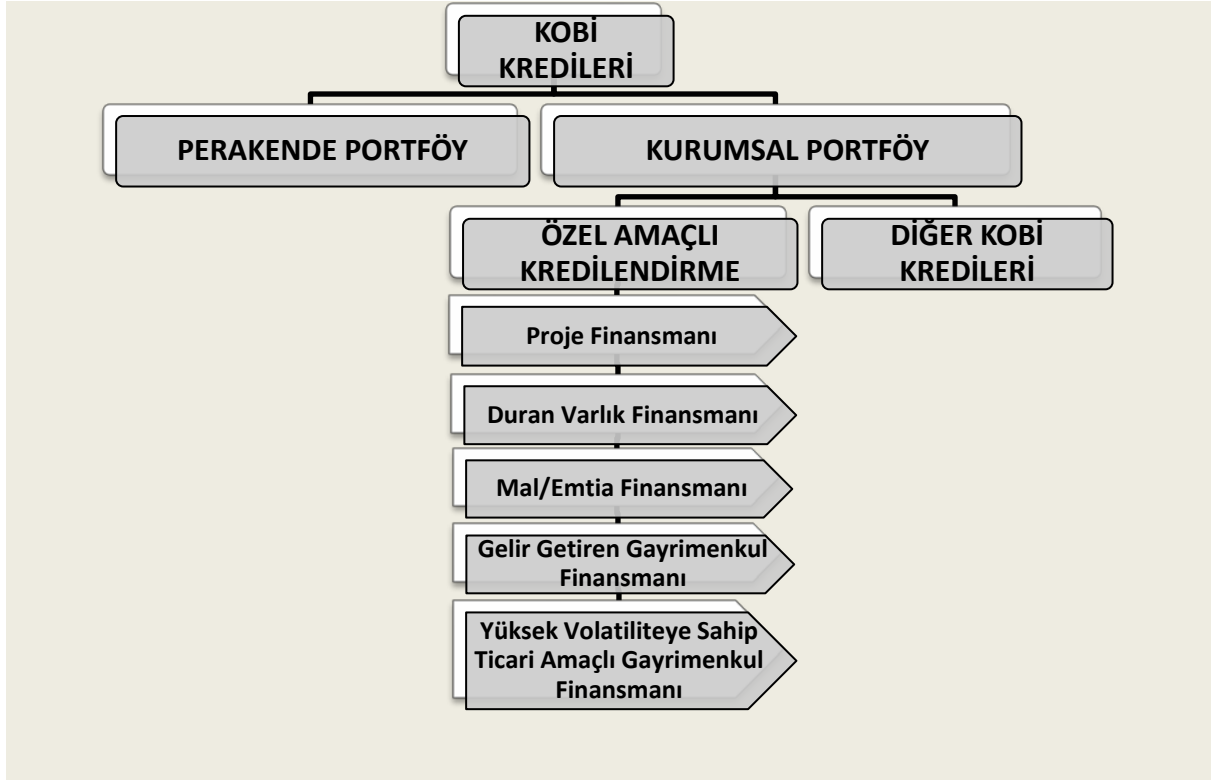 KOBİ
KREDİLERİ
PERAKENDE PORTFÖY
KURUMSAL PORTFÖY
ÖZEL AMAÇLI
KREDİLENDİRME
DİĞER KOBİ
KREDİLERİ
Proje Finansmanı
Duran Varlık Finansmanı
Mal/Emtia Finansmanı
Gelir Getiren Gayrimenkul
Finansmanı
Yüksek Volatiliteye Sahip
Ticari Amaçlı Gayrimenkul
Finansmanı